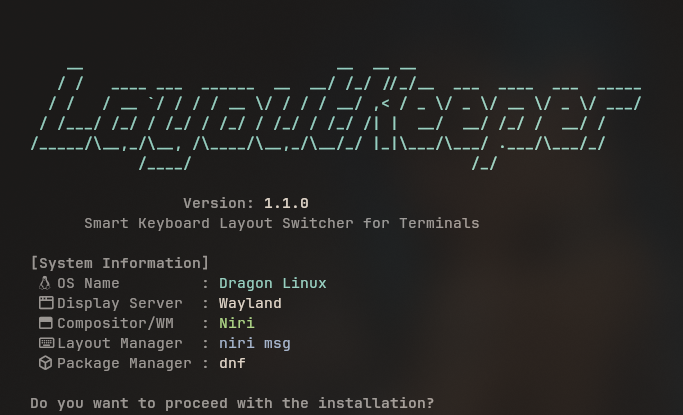 LayoutKeeper
Version: 1.1.0
Smart Keyboard Layout Switcher for Terminals
[System Information]
OS Name : Dragon Linux
Display Server : Wayland
Compositor/WM : Niri
Layout Manager : niri msg
Package Manager : dnf
Do you want to proceed with the installation?